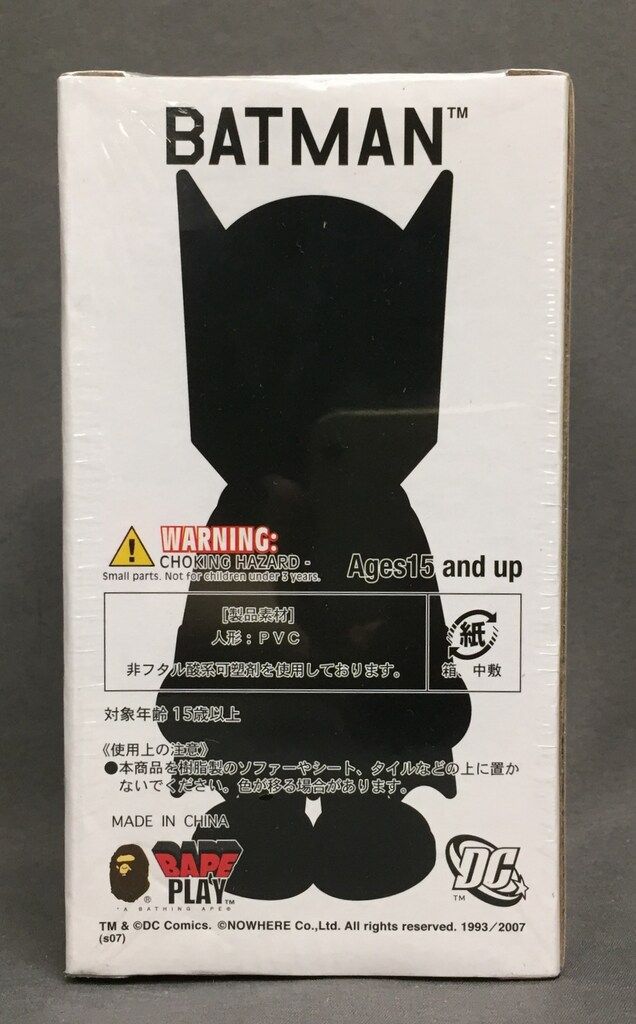 BATMAN™
WARNING:
CHOKING HAZARD -
Small parts. Not for children under 3 years.
Ages15 and up
[製品素材]
人形：PVC
非フタル酸系可塑剤を使用しております。
紙
箱、中敷
対象年齢 15歳以上
《使用上の注意》
●本商品を樹脂製のソファーやシート、タイルなどの上に置か
ないでください。色が移る場合があります。
MADE IN CHINA
®
BAPE
PLAY™
"A BATHING APE®
DC
TM
TM & ©DC Comics. ©NOWHERE Co.,Ltd. All rights reserved. 1993/2007
(s07)